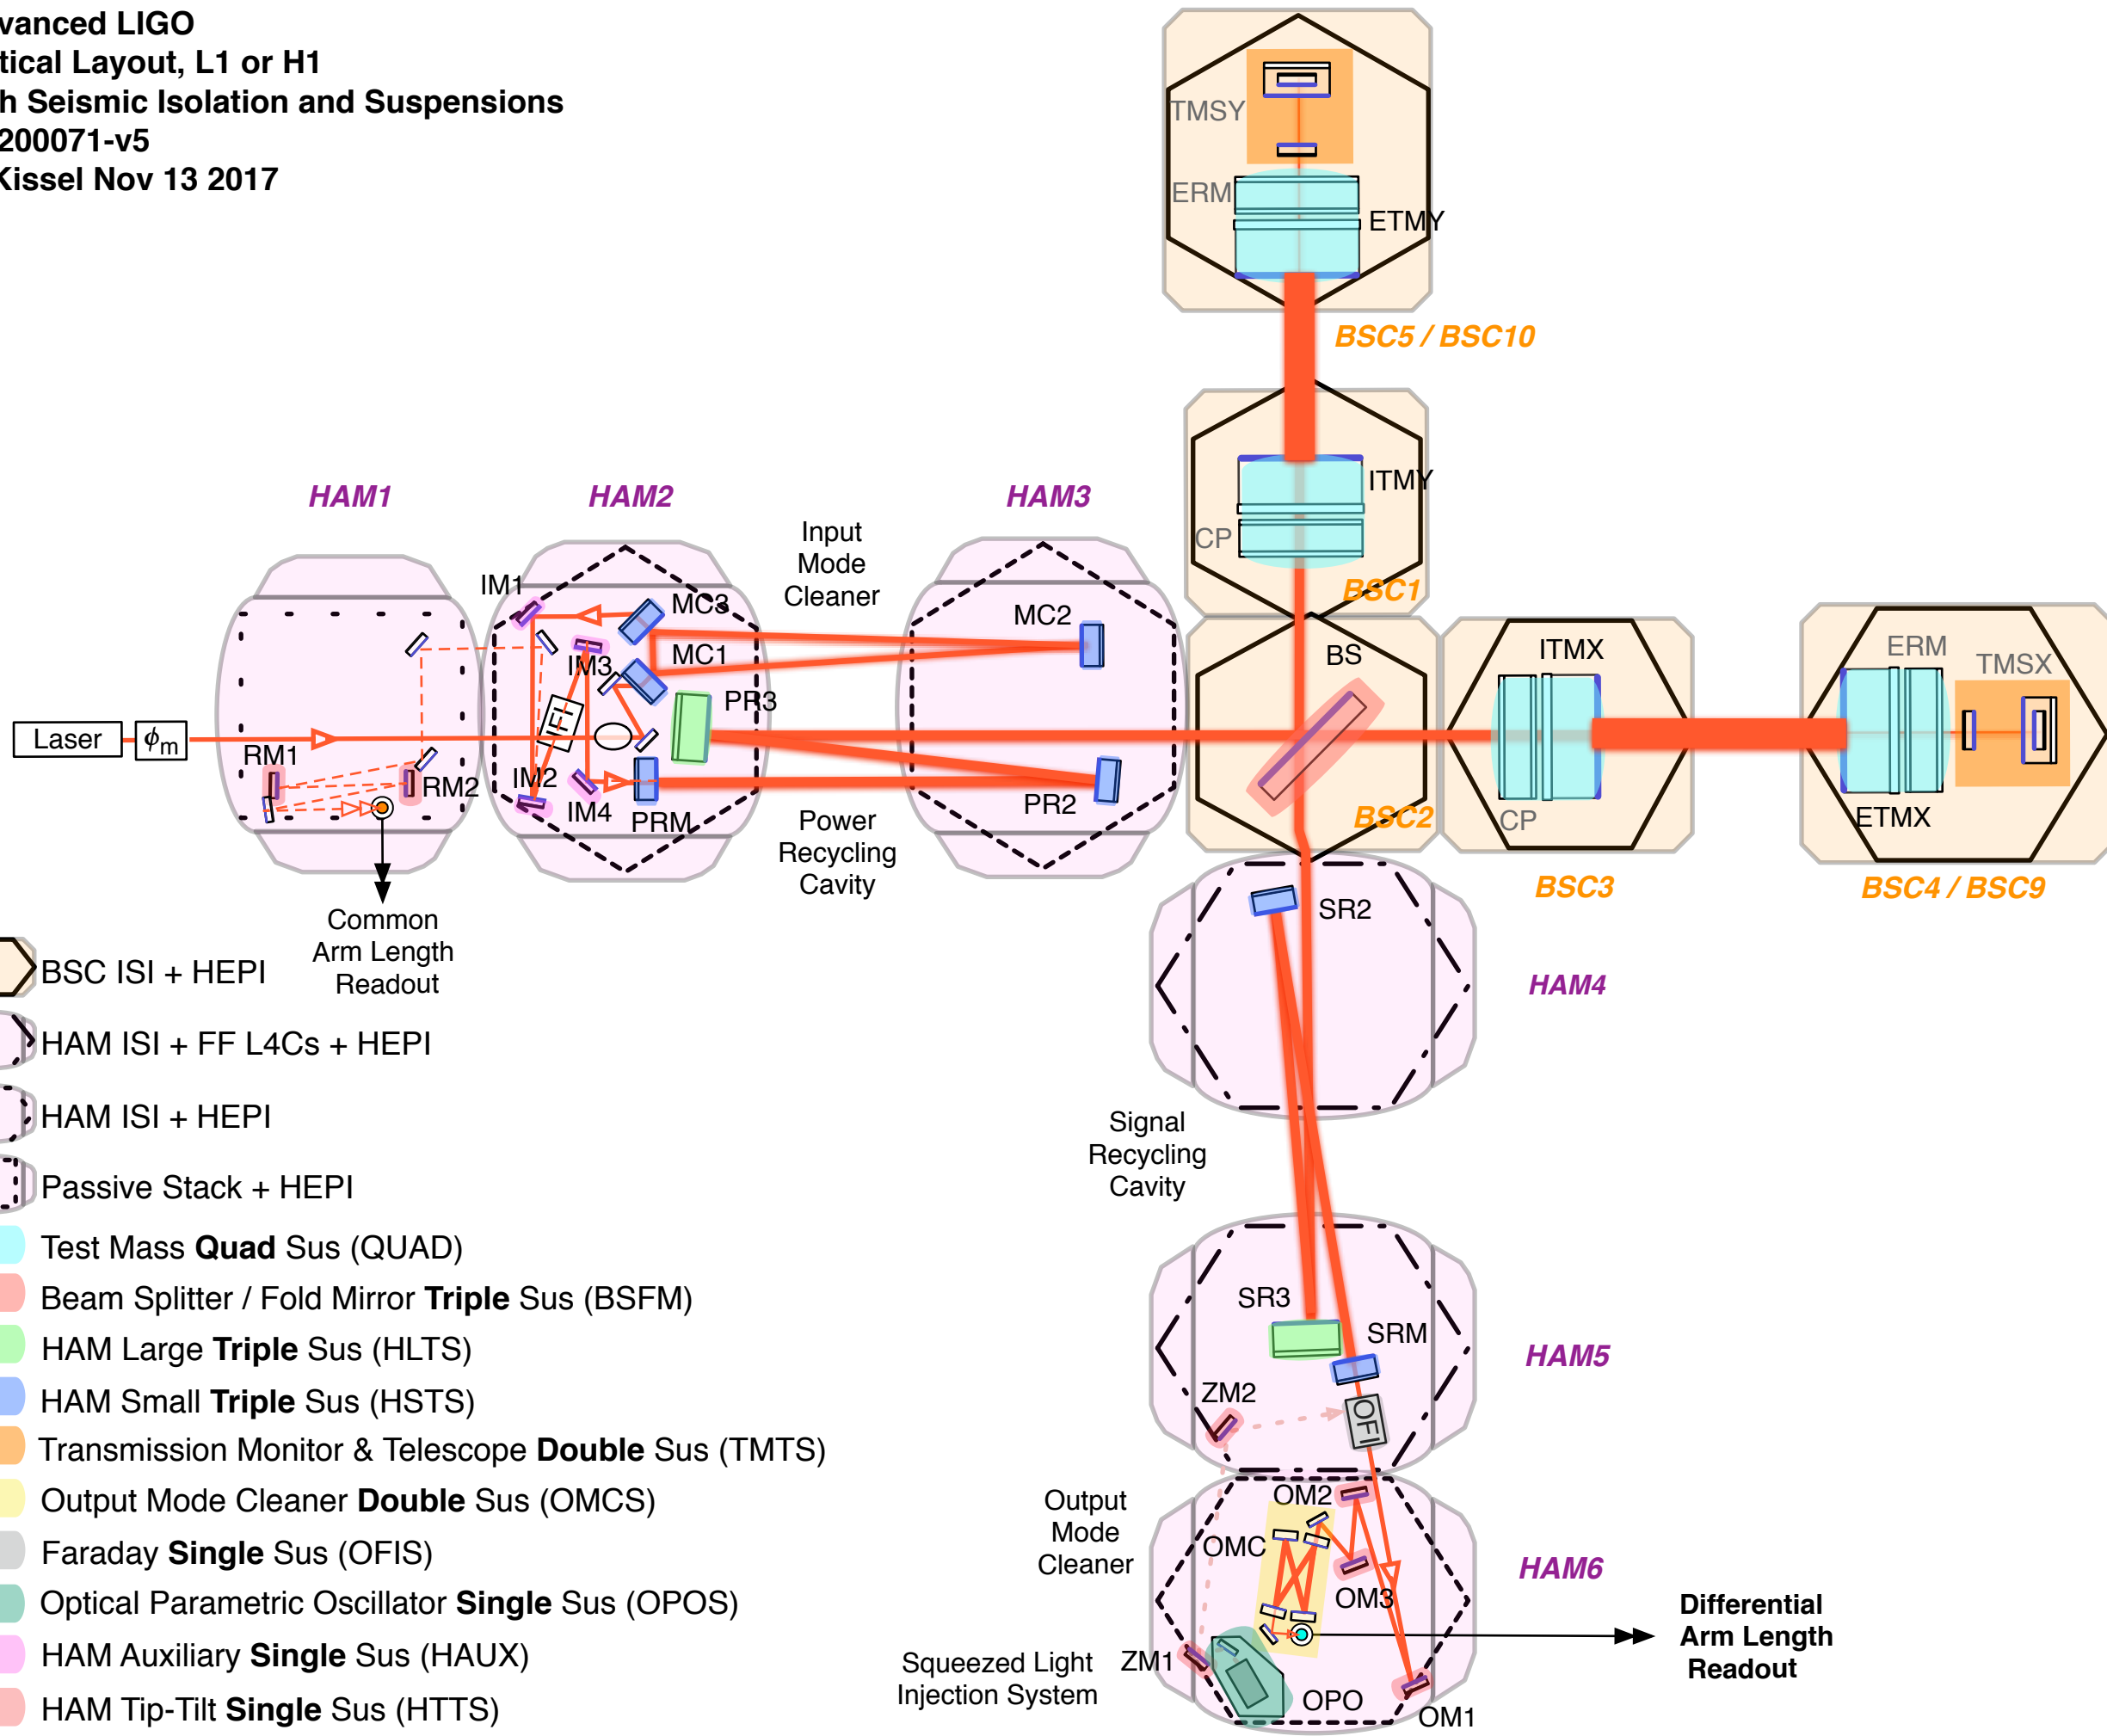 vanced LIGO
tical Layout, L1 or H1
h Seismic Isolation and Suspensions
200071-v5
Kissel Nov 13 2017
TMSY
ERM
ETMY
BSC5 / BSC10
ITMY
CP
BSC1
HAM1
HAM2
HAM3
Input
Mode
Cleaner
IM1
MC3
MC2
MC1
IM3
PR3
IFI
BS
ITMX
ERM
TMSX
Laser
ϕm
RM1
RM2
IM2
IM4
PRM
PR2
BSC2
CP
ETMX
Power
Recycling
Cavity
BSC3
BSC4 / BSC9
Common
Arm Length
Readout
SR2
HAM4
BSC ISI + HEPI
HAM ISI + FF L4Cs + HEPI
HAM ISI + HEPI
Passive Stack + HEPI
Test Mass Quad Sus (QUAD)
Beam Splitter / Fold Mirror Triple Sus (BSFM)
HAM Large Triple Sus (HLTS)
HAM Small Triple Sus (HSTS)
Transmission Monitor & Telescope Double Sus (TMTS)
Output Mode Cleaner Double Sus (OMCS)
Faraday Single Sus (OFIS)
Optical Parametric Oscillator Single Sus (OPOS)
HAM Auxiliary Single Sus (HAUX)
HAM Tip-Tilt Single Sus (HTTS)
Signal
Recycling
Cavity
SR3
SRM
HAM5
ZM2
OFI
Output
Mode
Cleaner
OM2
OMC
OM3
HAM6
Differential
Arm Length
Readout
Squeezed Light
Injection System
ZM1
OPO
OM1